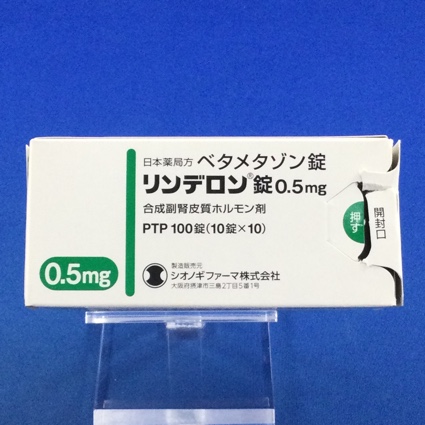 日本薬局方 ベタメタゾン錠
リンデロン®錠0.5mg
合成副腎皮質ホルモン剤
PTP 100錠(10錠×10)
0.5mg
製造販売元
シオノギファーマ株式会社
大阪府摂津市三島2丁目5番1号
押す
開封口